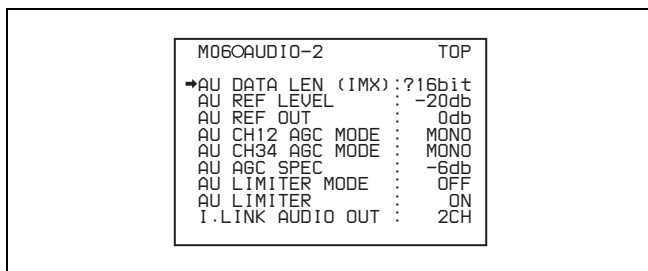 M06○AUDIO-2 TOP
➡AU DATA LEN (IMX):?16bit
AU REF LEVEL : -20db
AU REF OUT : 0db
AU CH12 AGC MODE : MONO
AU CH34 AGC MODE : MONO
AU AGC SPEC : -6db
AU LIMITER MODE : OFF
AU LIMITER : ON
I.LINK AUDIO OUT : 2CH